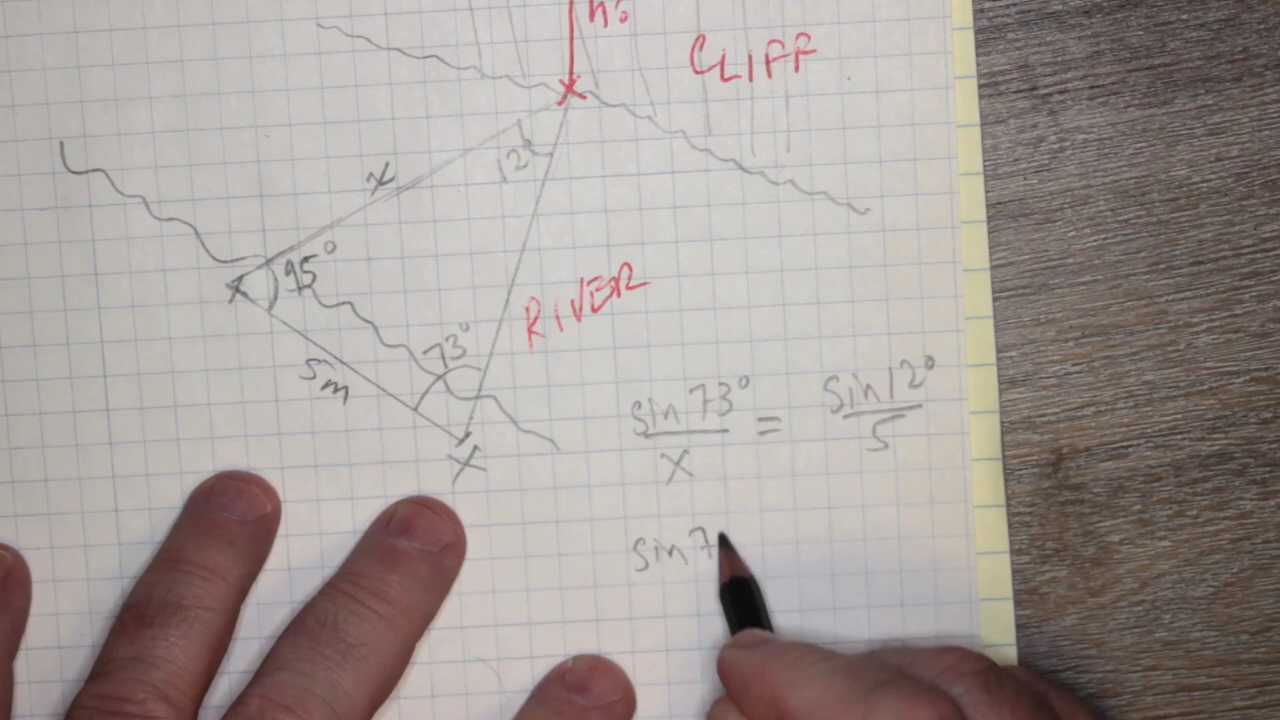 h?
CLIFF
12
x
95°
RIVER
73°
5m
sin 73° = sin 12°
x 5
X
sin 7